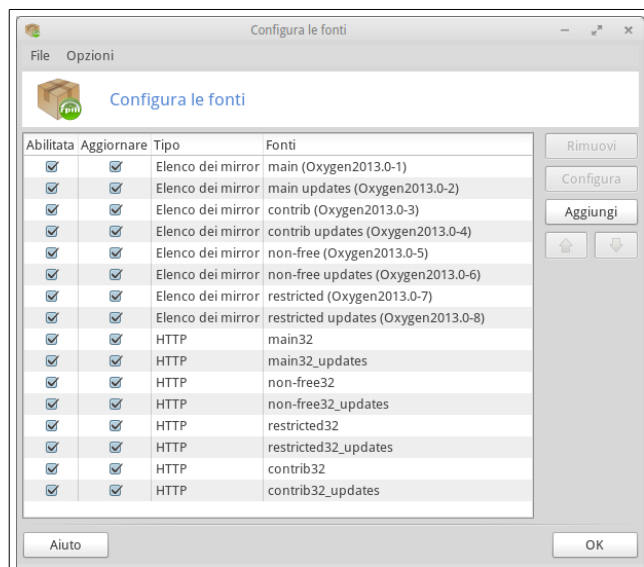 Configura le fonti
File Opzioni
rpm
Configura le fonti
Abilitata Aggiornare Tipo Fonti
Elenco dei mirror main (Oxygen2013.0-1)
Elenco dei mirror main updates (Oxygen2013.0-2)
Elenco dei mirror contrib (Oxygen2013.0-3)
Elenco dei mirror contrib updates (Oxygen2013.0-4)
Elenco dei mirror non-free (Oxygen2013.0-5)
Elenco dei mirror non-free updates (Oxygen2013.0-6)
Elenco dei mirror restricted (Oxygen2013.0-7)
Elenco dei mirror restricted updates (Oxygen2013.0-8)
HTTP main32
HTTP main32_updates
HTTP non-free32
HTTP non-free32_updates
HTTP restricted32
HTTP restricted32_updates
HTTP contrib32
HTTP contrib32_updates
Rimuovi
Configura
Aggiungi
Aiuto
OK